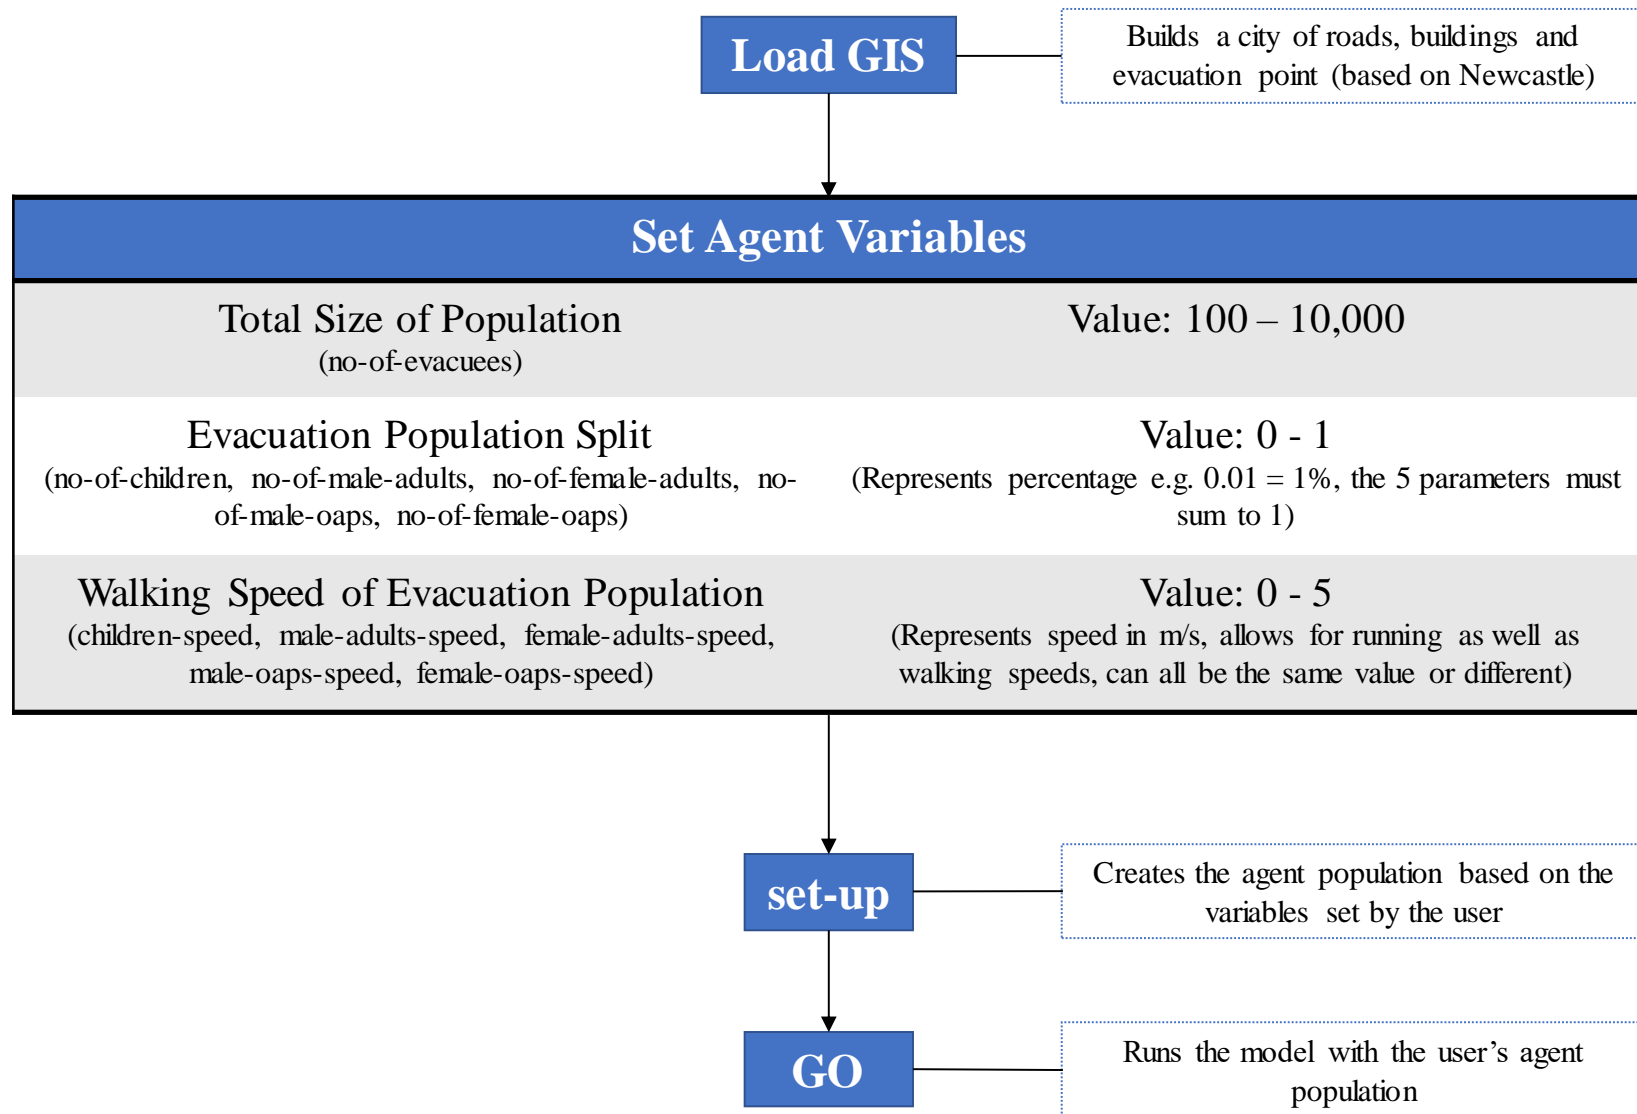 Load GIS
Builds a city of roads, buildings and
evacuation point (based on Newcastle)
Set Agent Variables
Total Size of Population
(no-of-evacuees)
Value: 100 – 10,000
Evacuation Population Split
(no-of-children, no-of-male-adults, no-of-female-adults, no-
of-male-oaps, no-of-female-oaps)
Value: 0 - 1
(Represents percentage e.g. 0.01 = 1%, the 5 parameters must
sum to 1)
Walking Speed of Evacuation Population
(children-speed, male-adults-speed, female-adults-speed,
male-oaps-speed, female-oaps-speed)
Value: 0 - 5
(Represents speed in m/s, allows for running as well as
walking speeds, can all be the same value or different)
set-up
Creates the agent population based on the
variables set by the user
GO
Runs the model with the user’s agent
population